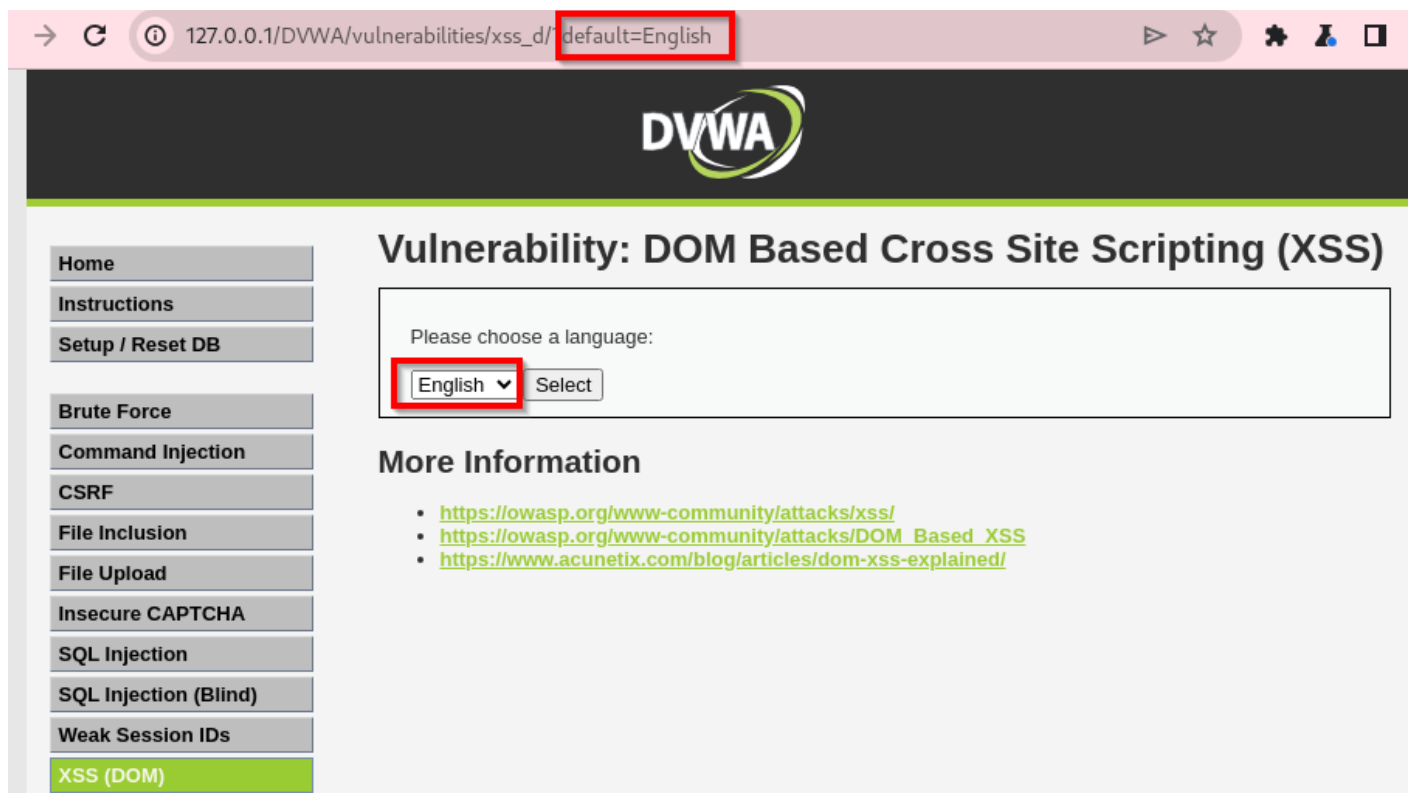 127.0.0.1/DVWA/vulnerabilities/xss_d/?default=English
DVWA
Home
Instructions
Setup / Reset DB
Brute Force
Command Injection
CSRF
File Inclusion
File Upload
Insecure CAPTCHA
SQL Injection
SQL Injection (Blind)
Weak Session IDs
XSS (DOM)
Vulnerability: DOM Based Cross Site Scripting (XSS)
Please choose a language:
English Select
More Information
• https://owasp.org/www-community/attacks/xss/
• https://owasp.org/www-community/attacks/DOM_Based_XSS
• https://www.acunetix.com/blog/articles/dom-xss-explained/